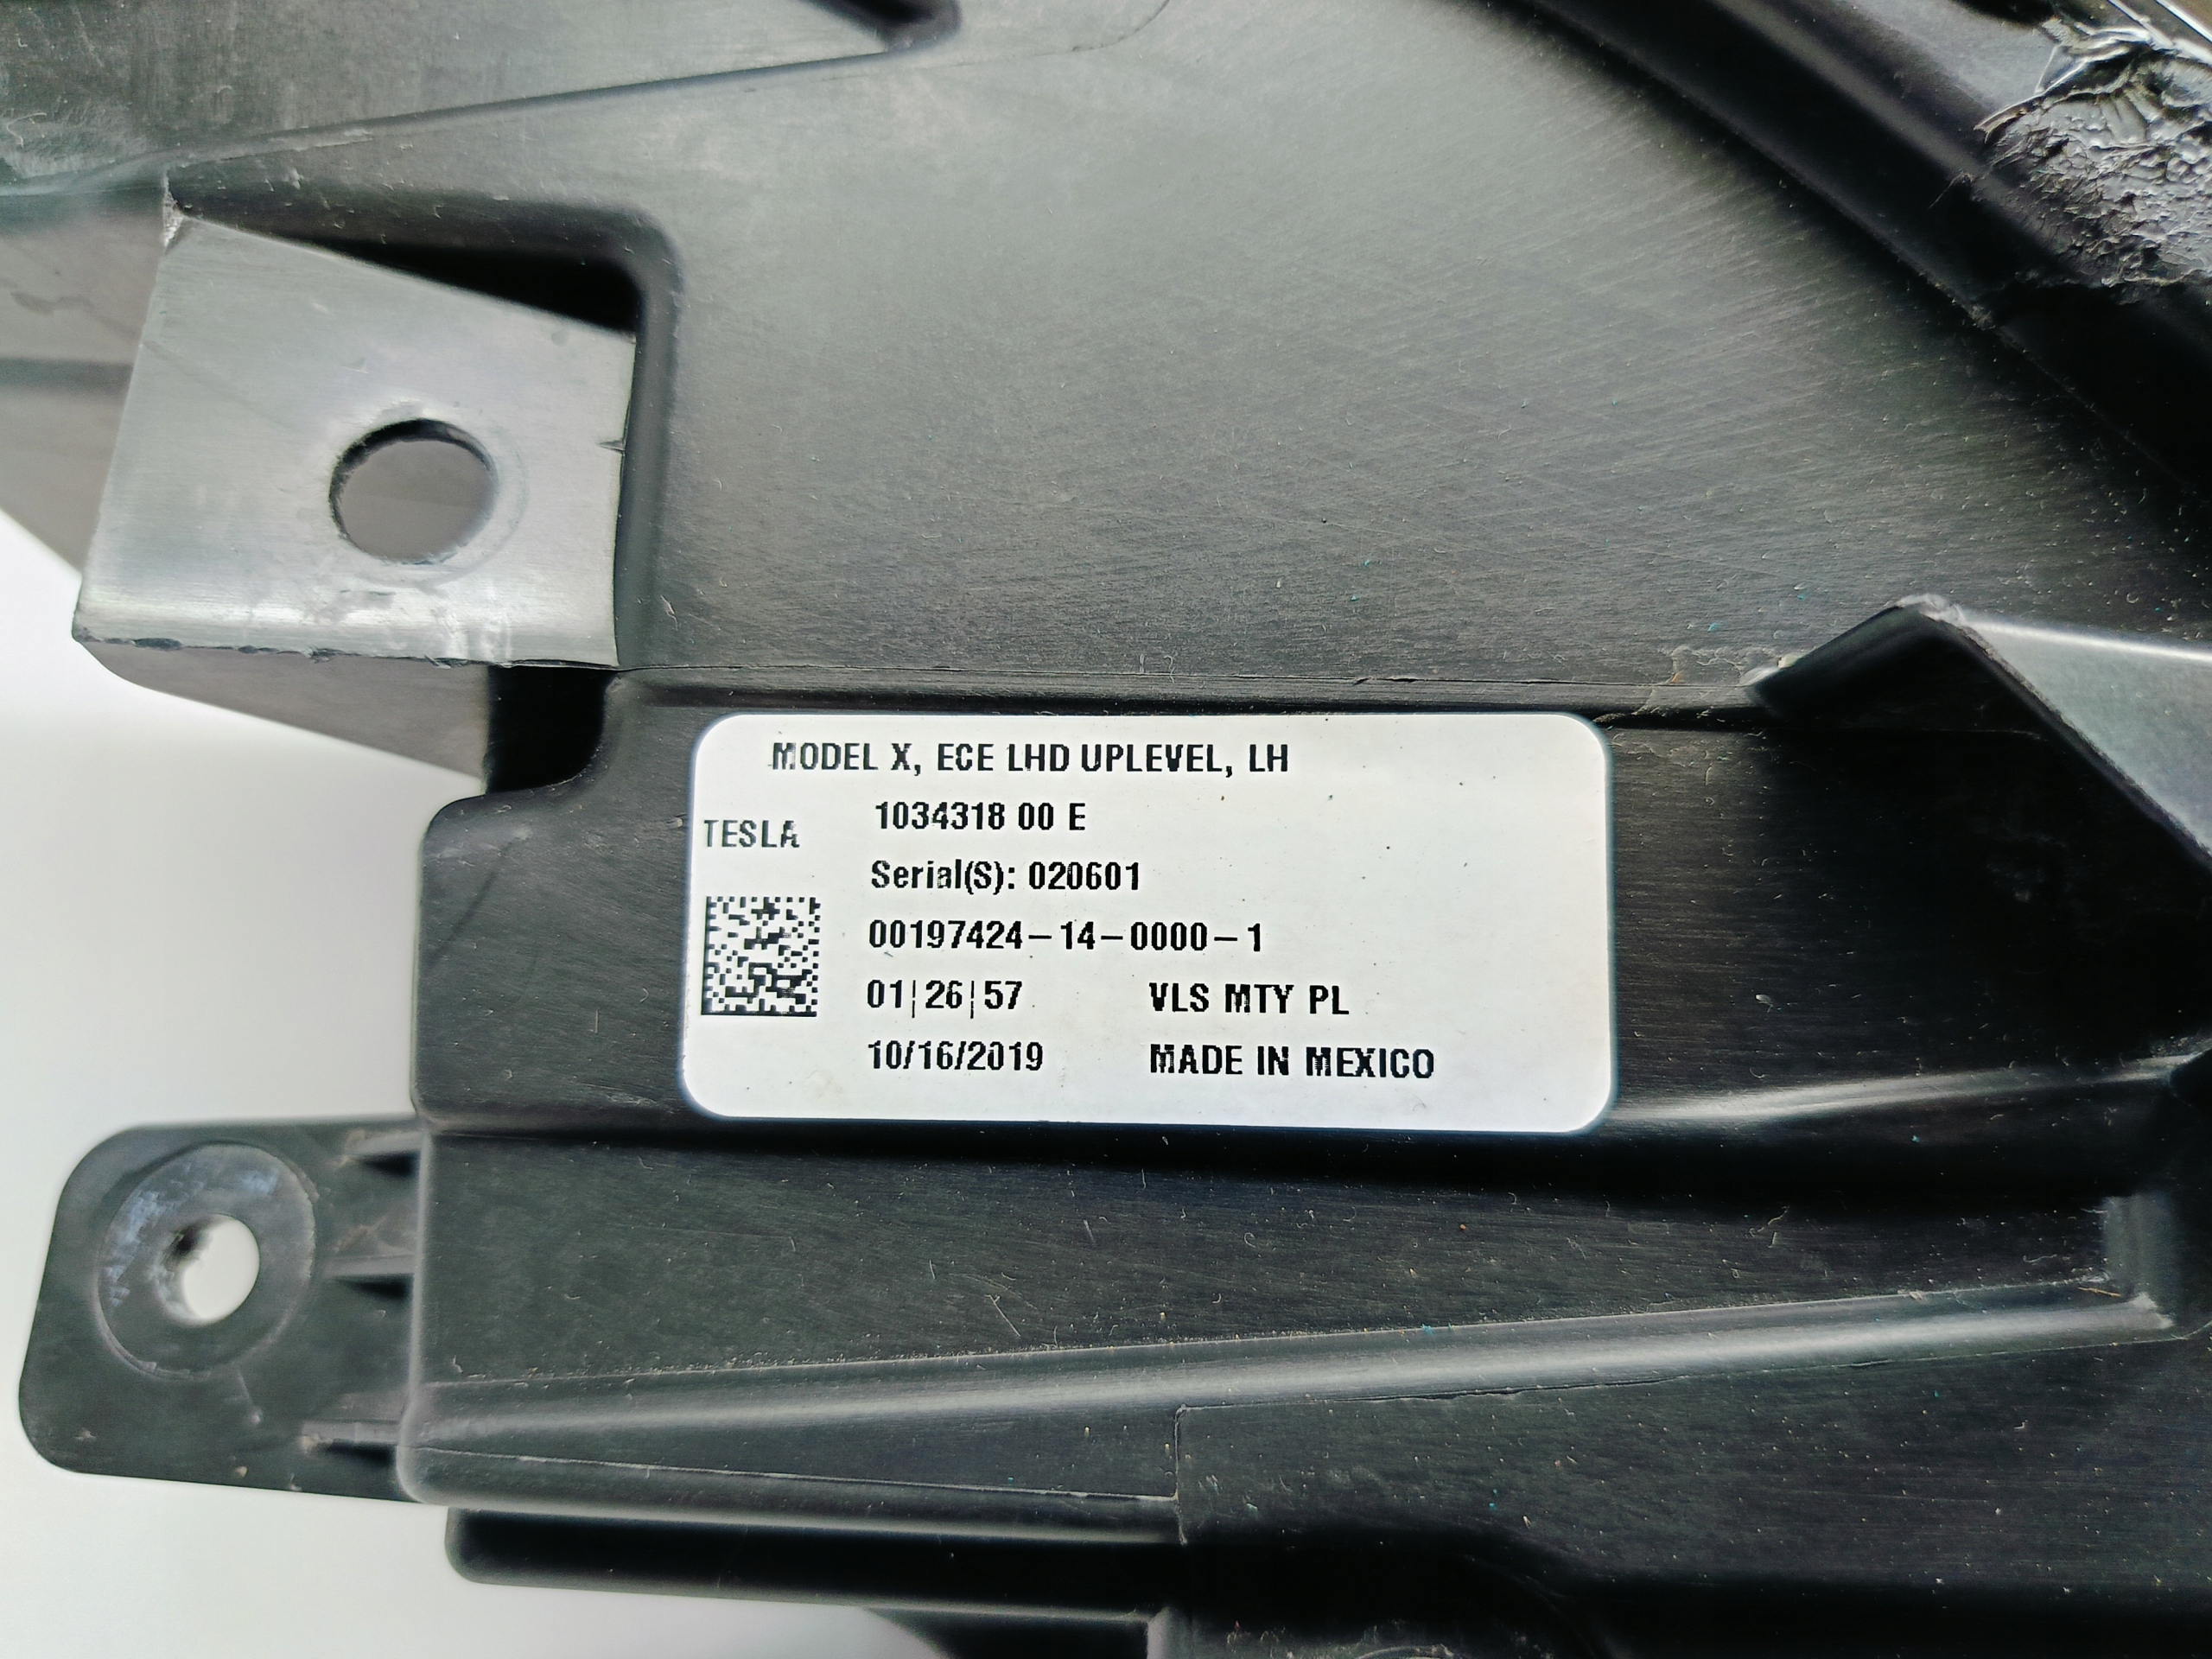 MODEL X, ECE LHD UPLEVEL, LH
1034318 00 E
TESLA
Serial(S): 020601
00197424-14-0000-1
01|26|57 VLS MTY PL
10/16/2019 MADE IN MEXICO